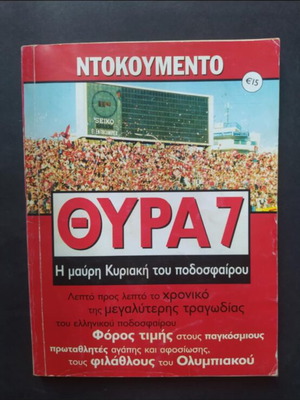 ΝΤΟΚΟΥΜΕΝΤΟ
€15
SEIKO
ΘΥΡΑ 7
Η μαύρη Κυριακή του ποδοσφαίρου
Λεπτό προς λεπτό το χρονικό
της μεγαλύτερης τραγωδίας
του ελληνικού ποδοσφαίρου.
Φόρος τιμής στους παγκόσμιους
πρωταθλητές αγάπης και αφοσίωσης,
τους φιλάθλους του Ολυμπιακού